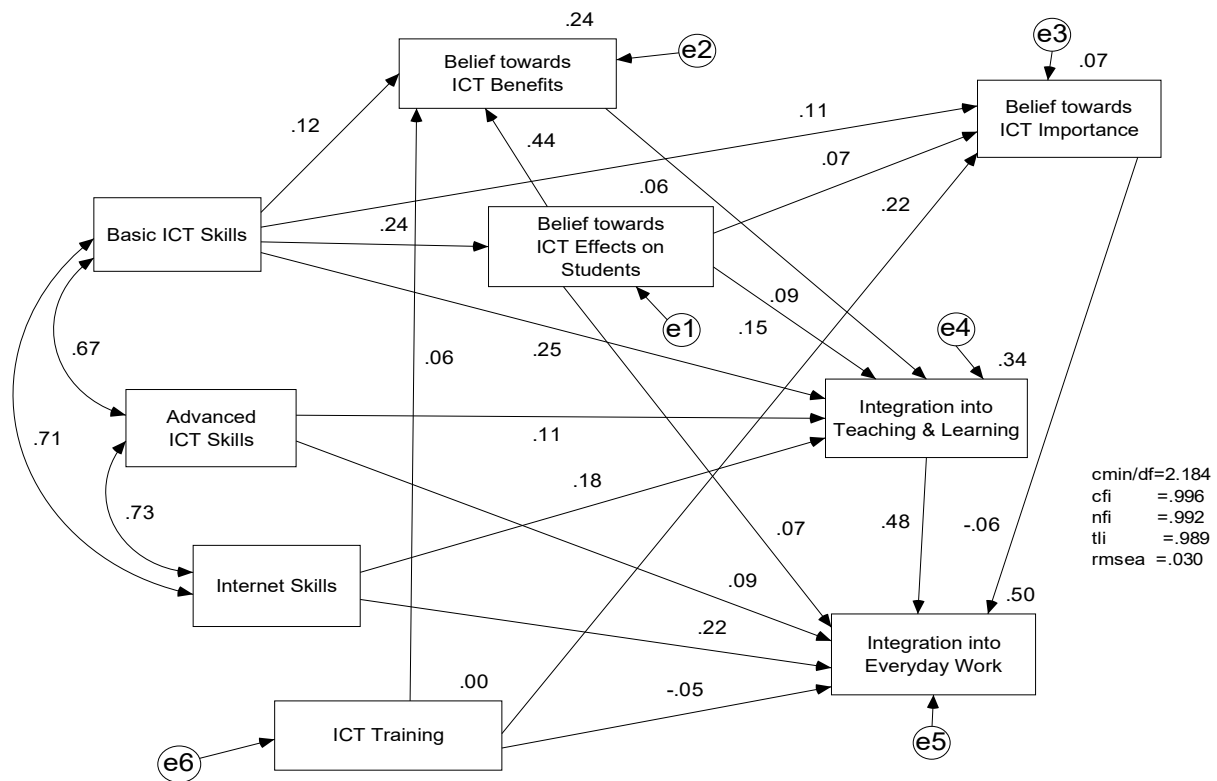 .24
e2
e3
Belief towards
ICT Benefits
.07
Belief towards
ICT Importance
.12
.11
.44
.07
.06
.22
Basic ICT Skills
.24
Belief towards
ICT Effects on
Students
.09
e1
.15
e4
.25
.67
.06
.34
Advanced
ICT Skills
Integration into
Teaching & Learning
.71
.11
.18
cmin/df=2.184
cfi =.996
nfi =.992
tli =.989
rmsea =.030
.73
.07
.48
-.06
Internet Skills
.09
.50
.22
Integration into
Everyday Work
.00
-.05
ICT Training
e6
e5